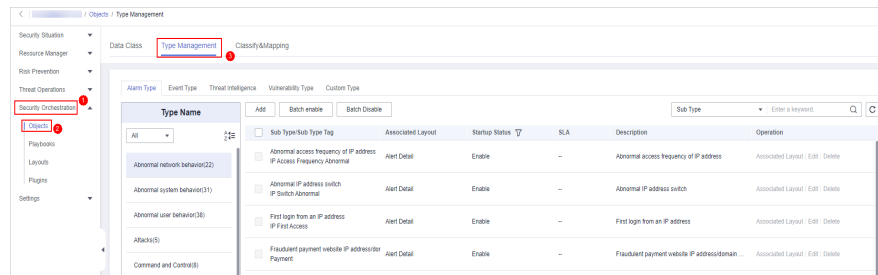 / Objects / Type Management
Security Situation
Resource Manager
Risk Prevention
Threat Operations
Security Orchestration
1
Objects
2
Playbooks
Layouts
Plugins
Settings
Data Class Type Management Classify&Mapping
3
Alarm Type Event Type Threat Intelligence Vulnerability Type Custom Type
Type Name
All
Abnormal network behavior(22)
Abnormal system behavior(31)
Abnormal user behavior(38)
Attacks(5)
Command and Control(8)
Add Batch enable Batch Disable Sub Type Enter a keyword.
Sub Type/Sub Type Tag Associated Layout Startup Status SLA Description Operation
Abnormal access frequency of IP address
IP Access Frequency Abnormal Alert Detail Enable -- Abnormal access frequency of IP address Associated Layout Edit Delete
Abnormal IP address switch
IP Switch Abnormal Alert Detail Enable -- Abnormal IP address switch Associated Layout Edit Delete
First login from an IP address
IP First Access Alert Detail Enable -- First login from an IP address Associated Layout Edit Delete
Fraudulent payment website IP address/dor
Payment Alert Detail Enable -- Fraudulent payment website IP address/domain ... Associated Layout Edit Delete